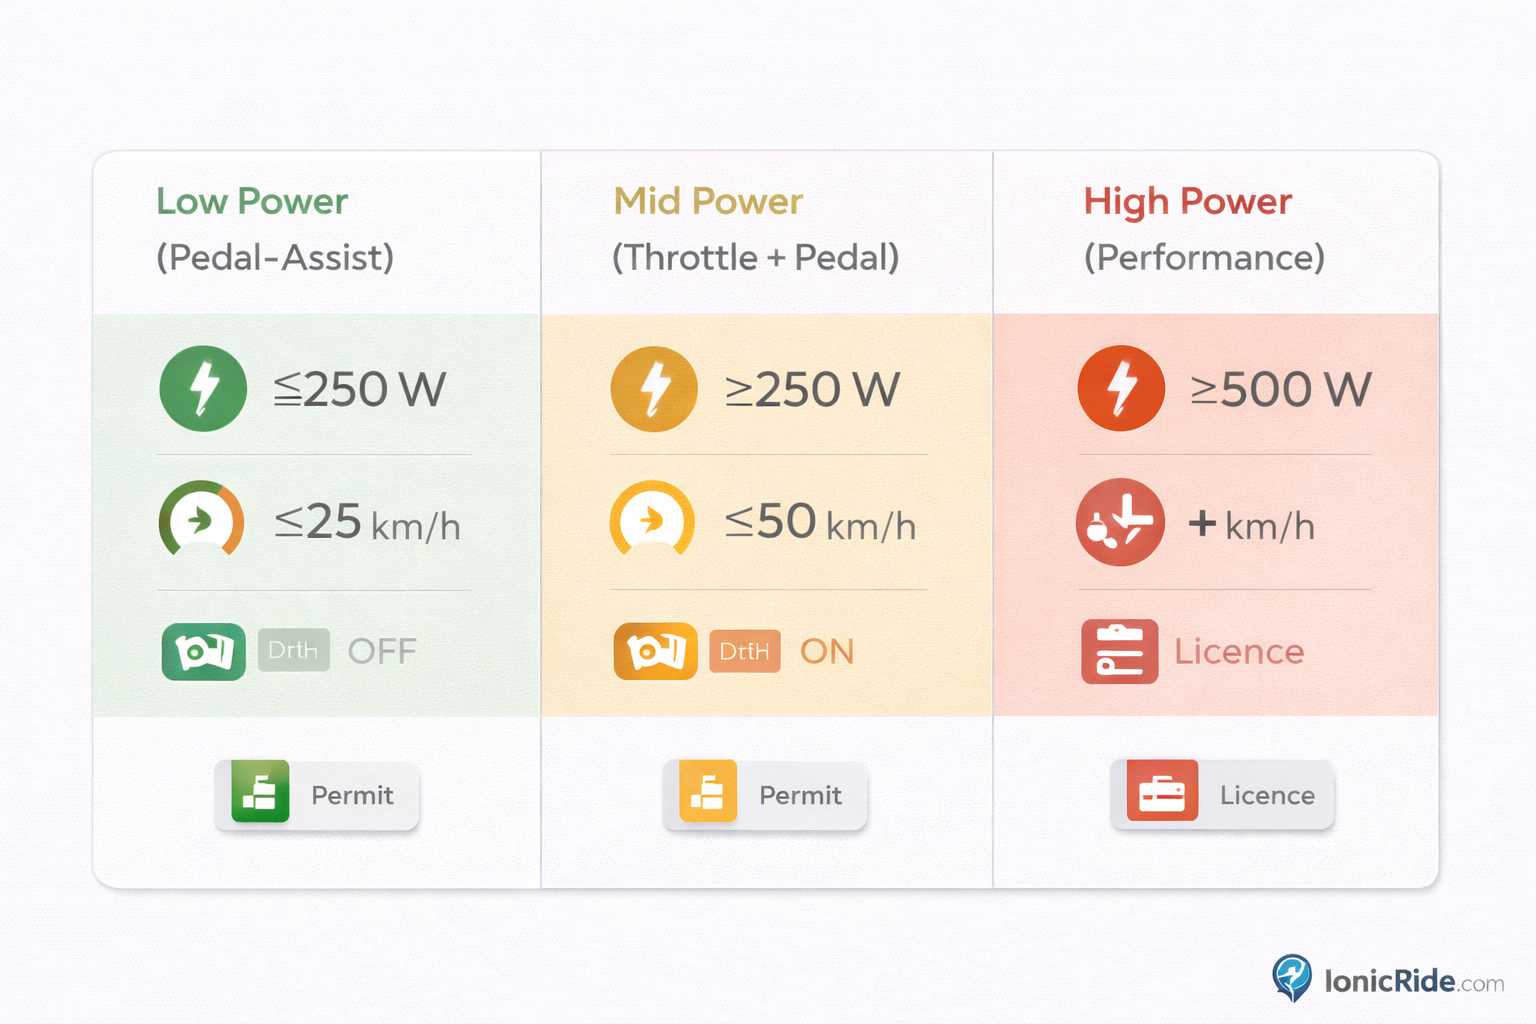 Low Power
(Pedal-Assist)
≦250 W
≤25 km/h
Drth OFF
Permit
Mid Power
(Throttle + Pedal)
≥250 W
≤50 km/h
DrtH ON
Permit
High Power
(Performance)
≥500 W
+ km/h
Licence
Licence
IonicRide.com